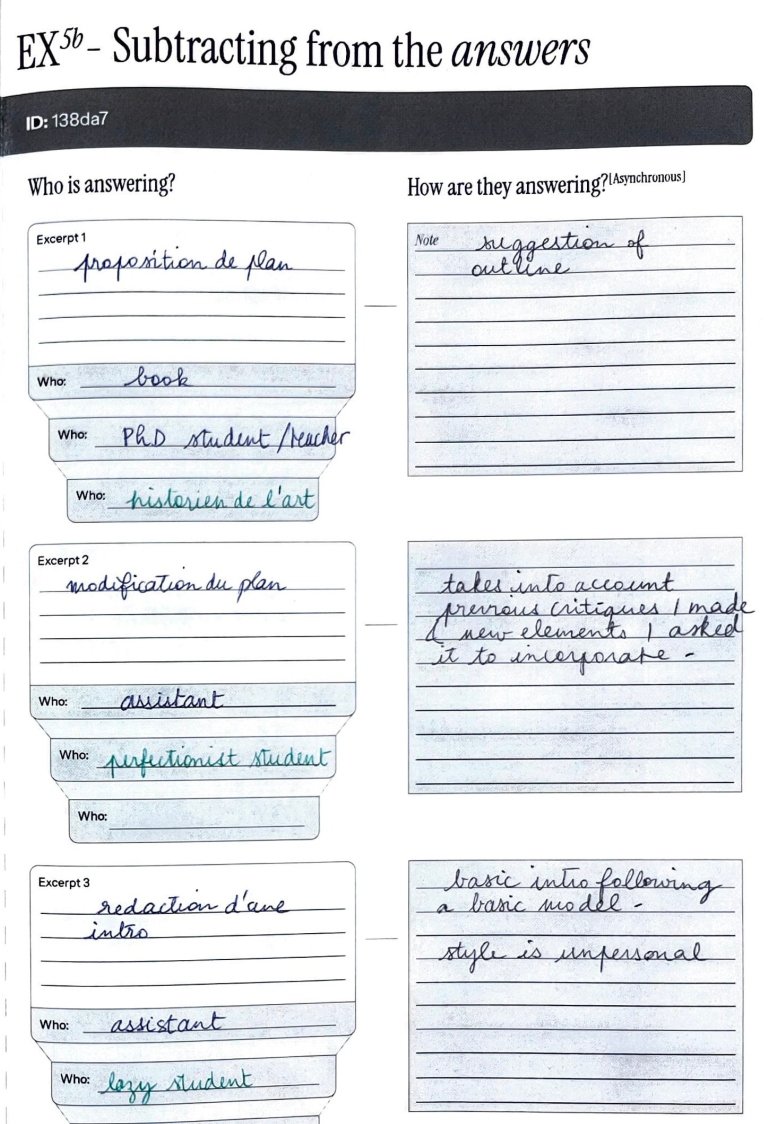 EX5b – Subtracting from the answers
ID: 138da7
Who is answering?
How are they answering?[Asynchronous]
Excerpt 1
proposition de plan
Who: book
Who: PhD student / teacher
Who: historien de l'art
Note suggestion of
outline
Excerpt 2
modification du plan
Who: assistant
Who: perfectionist student
Who:
takes into account
previous critiques I made
& new elements I asked
it to incorporate -
Excerpt 3
redaction d'une
intro
Who: assistant
Who: lazy student
basic intro following
a basic model -
style is unpersonal